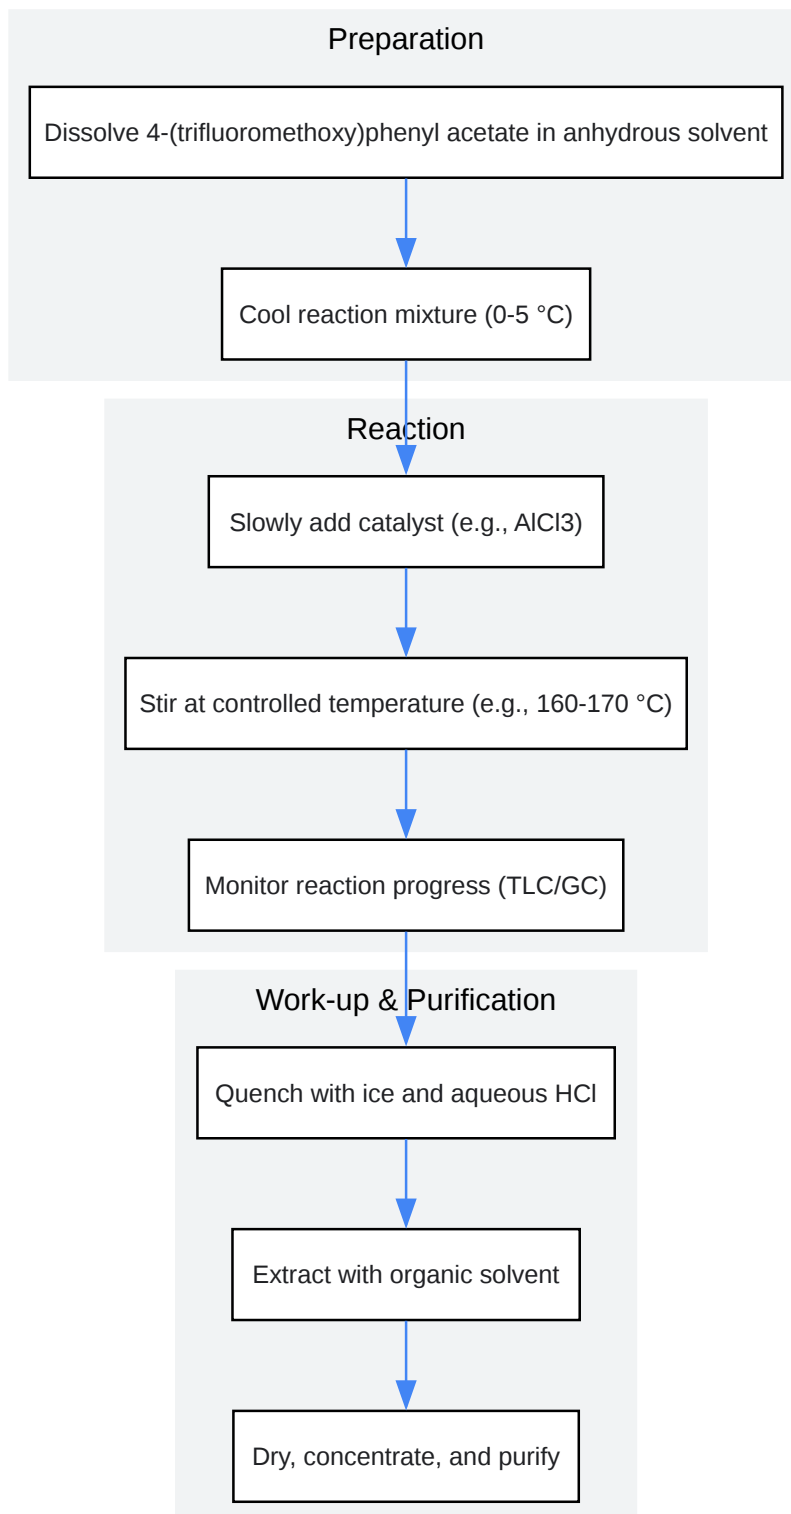 Preparation
Dissolve 4-(trifluoromethoxy)phenyl acetate in anhydrous solvent
Cool reaction mixture (0-5 °C)
Reaction
Slowly add catalyst (e.g., AlCl3)
Stir at controlled temperature (e.g., 160-170 °C)
Monitor reaction progress (TLC/GC)
Work-up & Purification
Quench with ice and aqueous HCl
Extract with organic solvent
Dry, concentrate, and purify